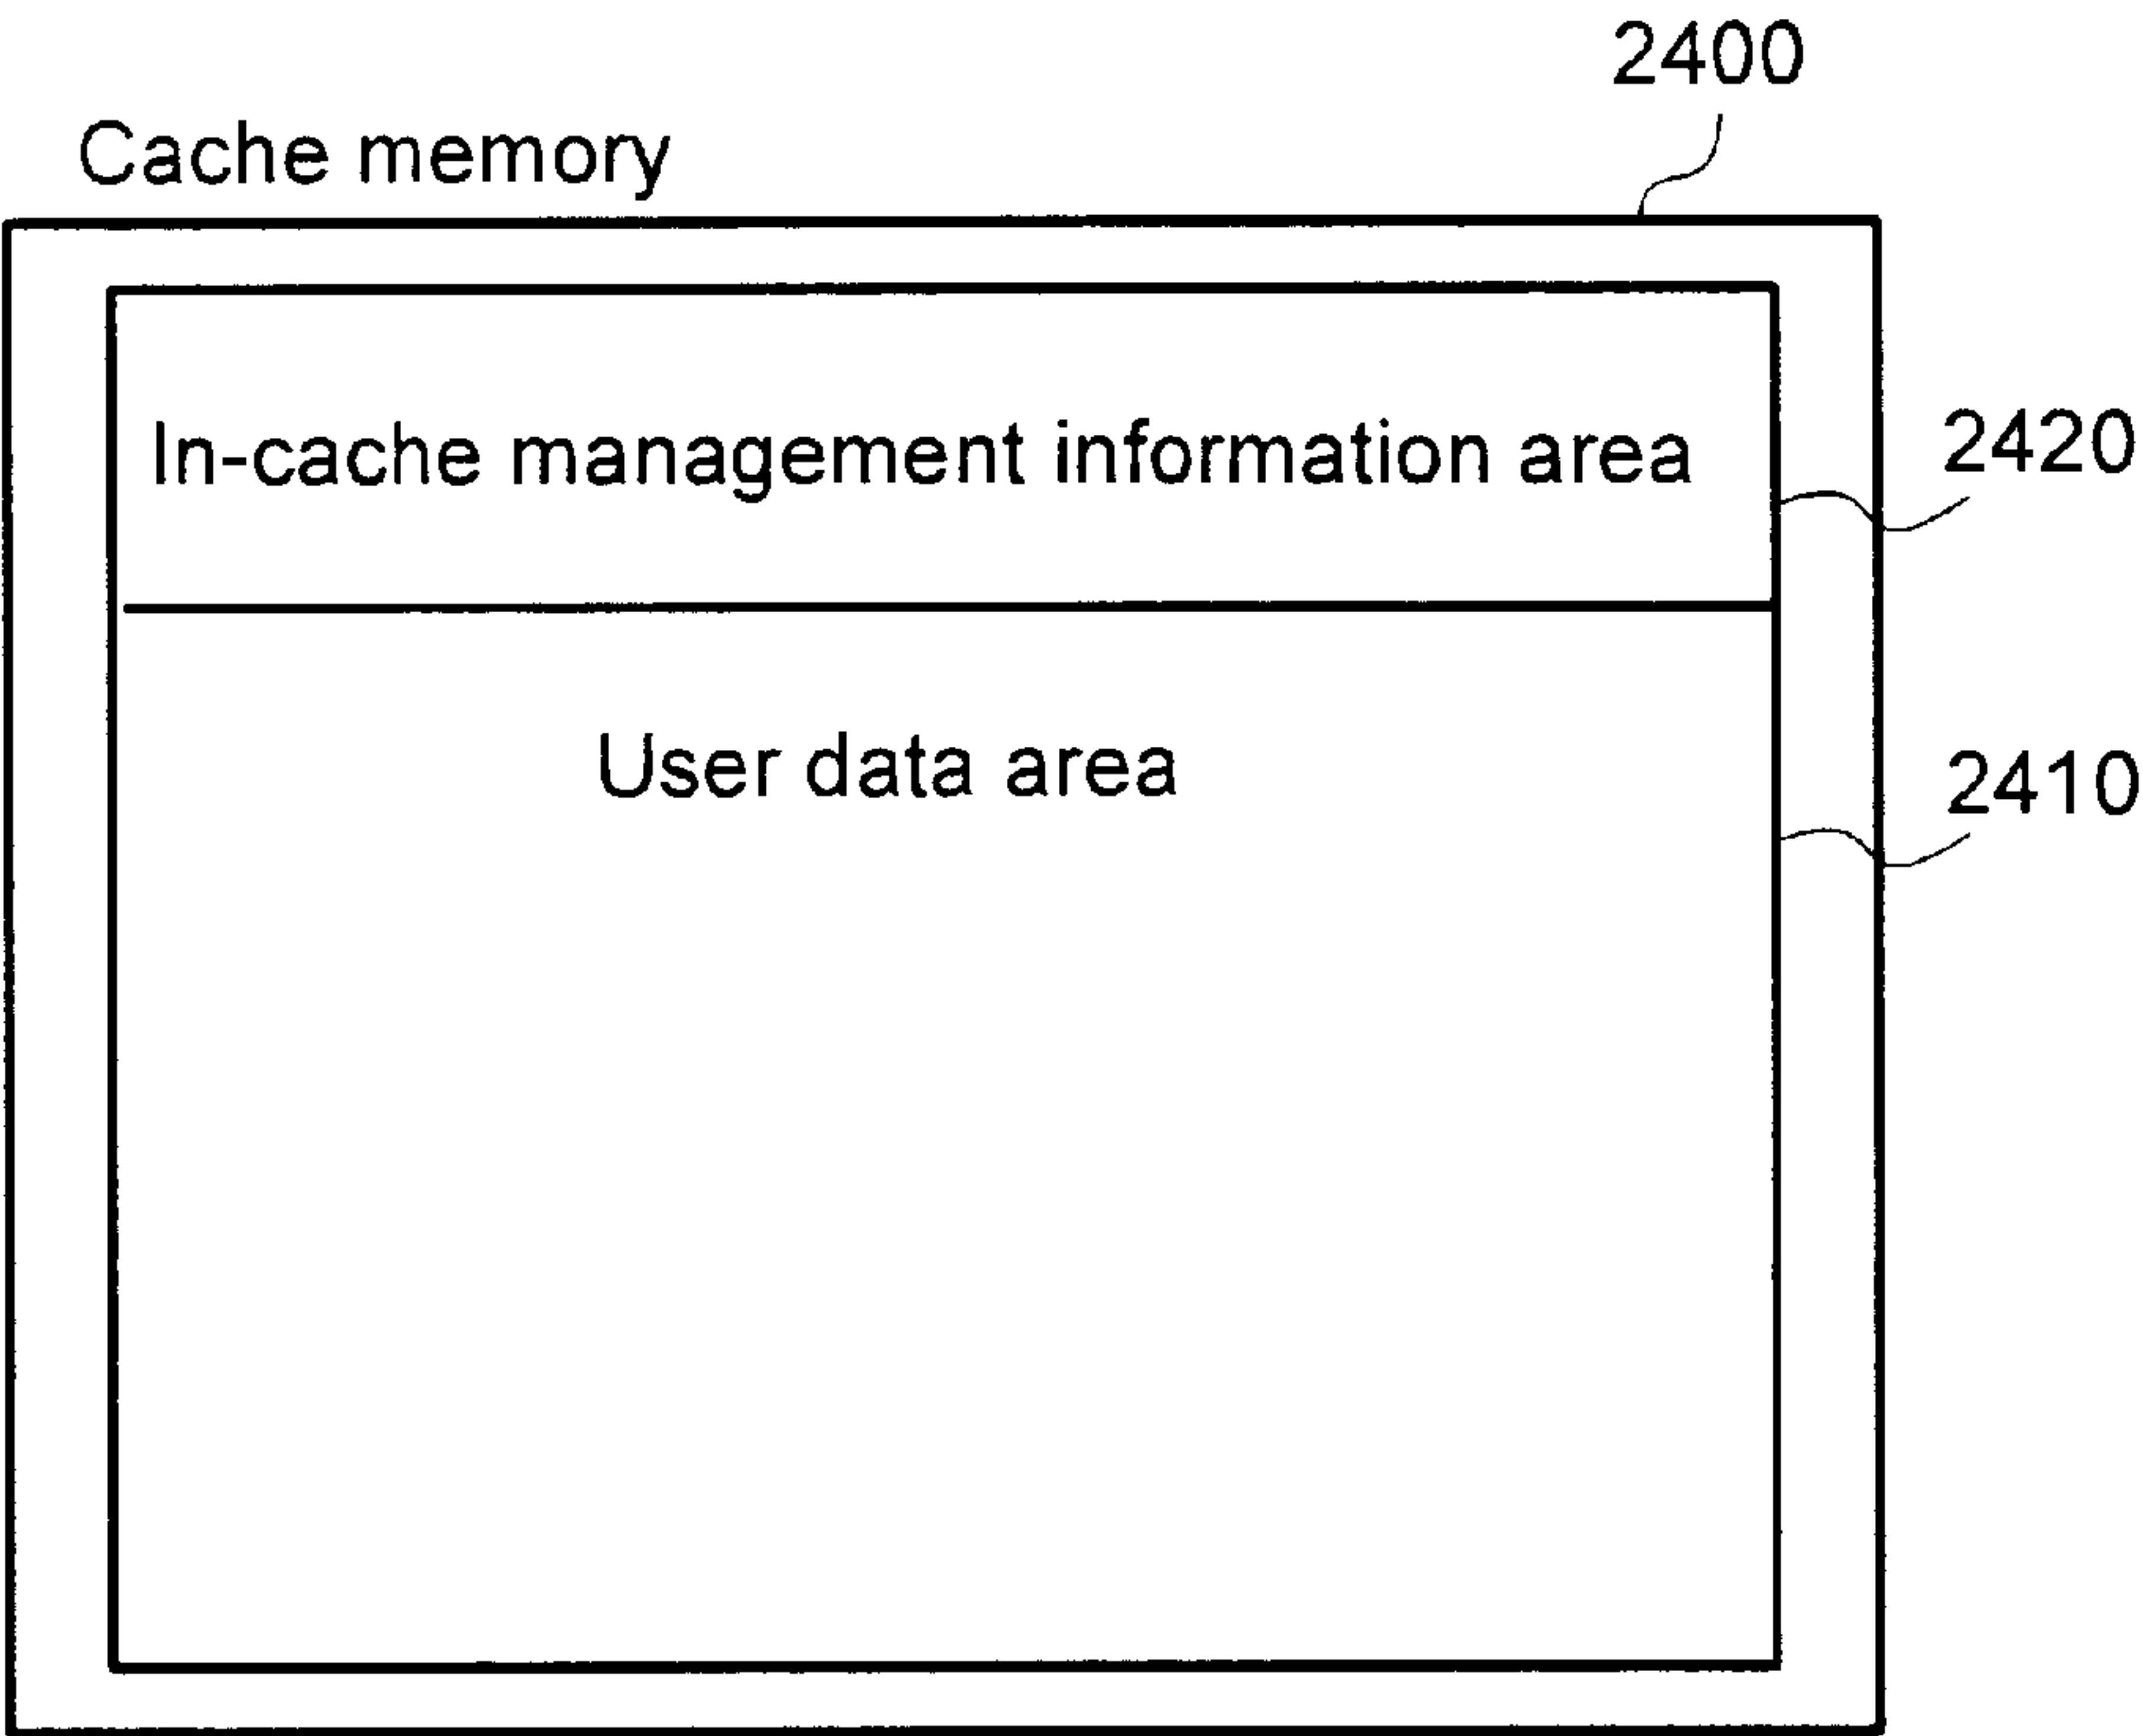 2400
Cache memory
In-cache management information area
2420
User data area
2410